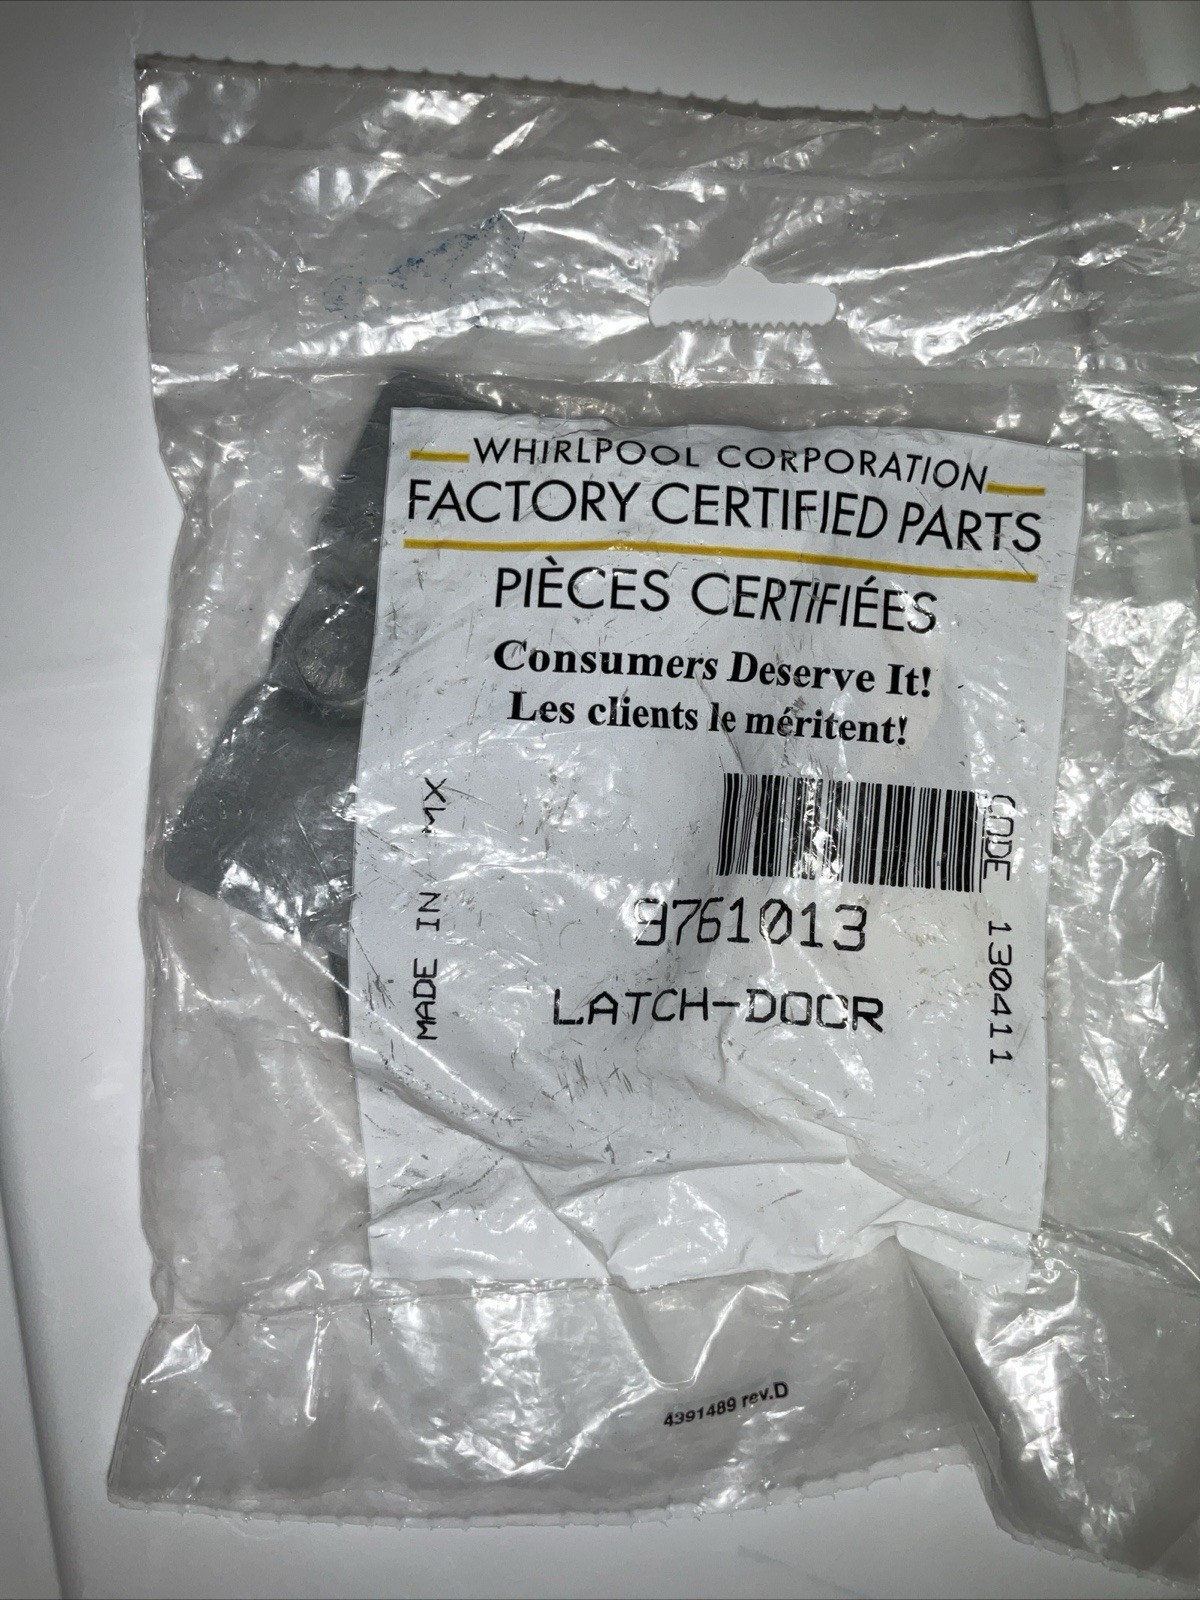 WHIRLPOOL CORPORATION
FACTORY CERTIFIED PARTS
PIÈCES CERTIFIÉES
Consumers Deserve It!
Les clients le méritent!
MADE IN MX
CODE 130411
9761013
LATCH-DOOR
4391489 rev.D